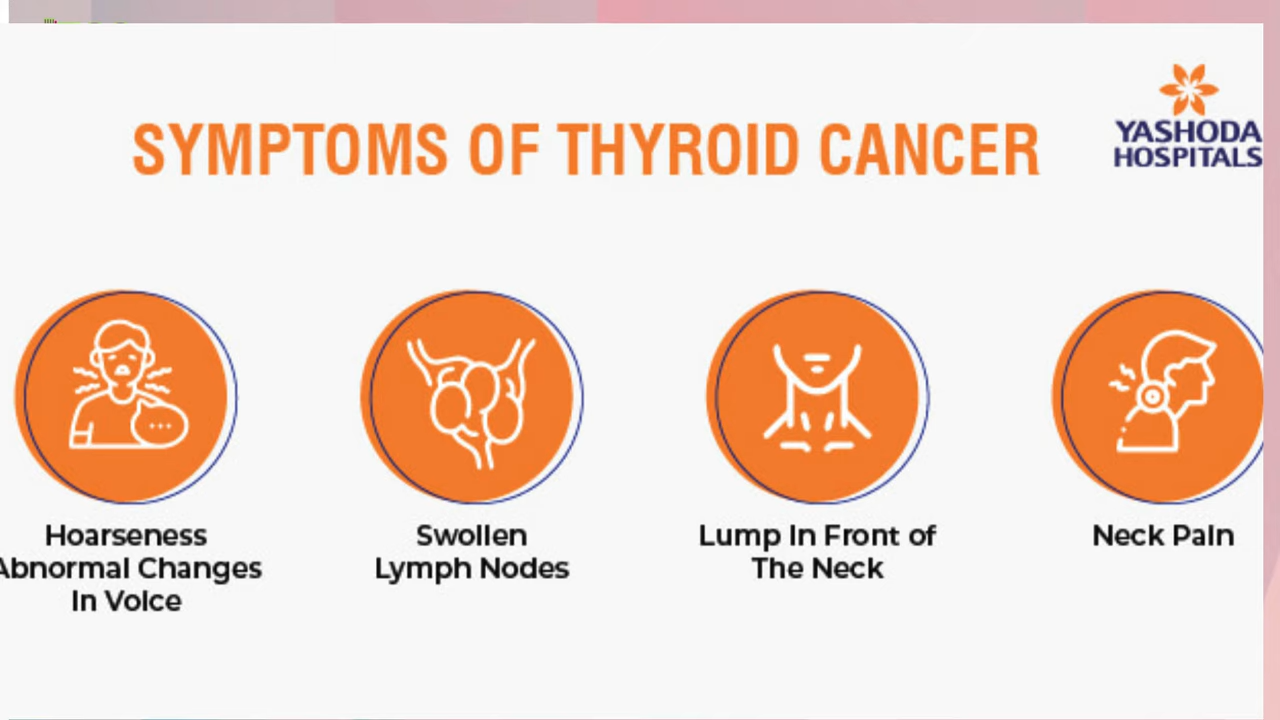 SYMPTOMS OF THYROID CANCER
YASHODA
HOSPITALS
Hoarseness
Abnormal Changes
In Voice
Swollen
Lymph Nodes
Lump In Front of
The Neck
Neck Pain